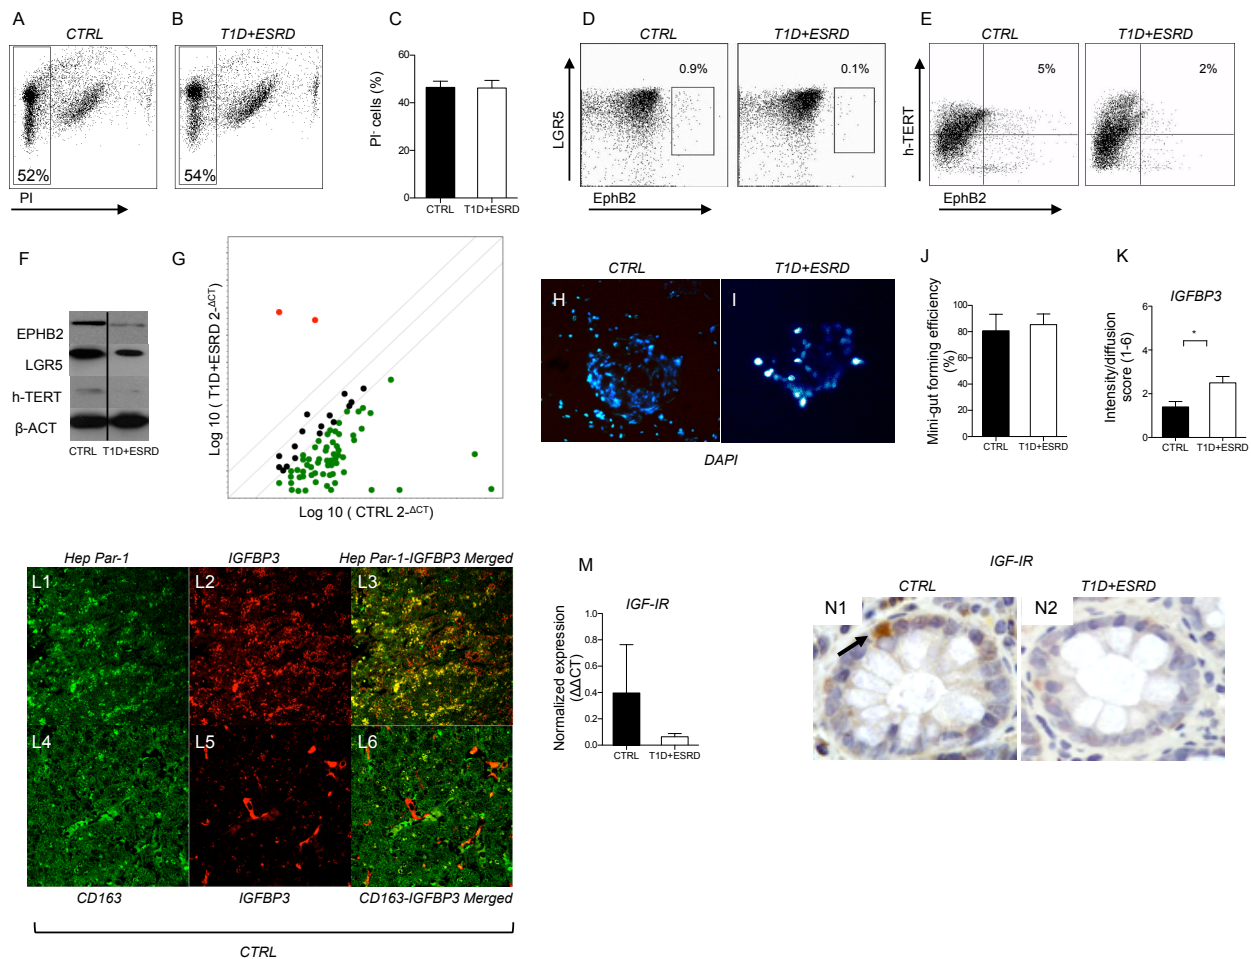 A
CTRL
52%
PI
B
T1D+ESRD
54%
C
PI- cells (%)
60
40
20
0
CTRL T1D+ESRD
D
CTRL
T1D+ESRD
0.9%
0.1%
LGR5
EphB2
E
CTRL
T1D+ESRD
5%
2%
h-TERT
EphB2
F
EPHB2
LGR5
h-TERT
β-ACT
CTRL T1D+ESRD
G
Log 10 ( T1D+ESRD 2-ΔCT)
Log 10 ( CTRL 2-ΔCT)
CTRL
T1D+ESRD
H
I
DAPI
J
Mini-gut forming efficiency
(%)
100
80
60
40
20
0
CTRL T1D+ESRD
K
IGFBP3
Intensity/diffusion
score (1-6)
6
4
2
0
*
CTRL T1D+ESRD
Hep Par-1
IGFBP3
Hep Par-1-IGFBP3 Merged
L1
L2
L3
L4
L5
L6
CD163
IGFBP3
CD163-IGFBP3 Merged
CTRL
M
IGF-IR
Normalized expression
(ΔΔCT)
1.0
0.8
0.6
0.4
0.2
0.0
CTRL T1D+ESRD
IGF-IR
CTRL
T1D+ESRD
N1
N2